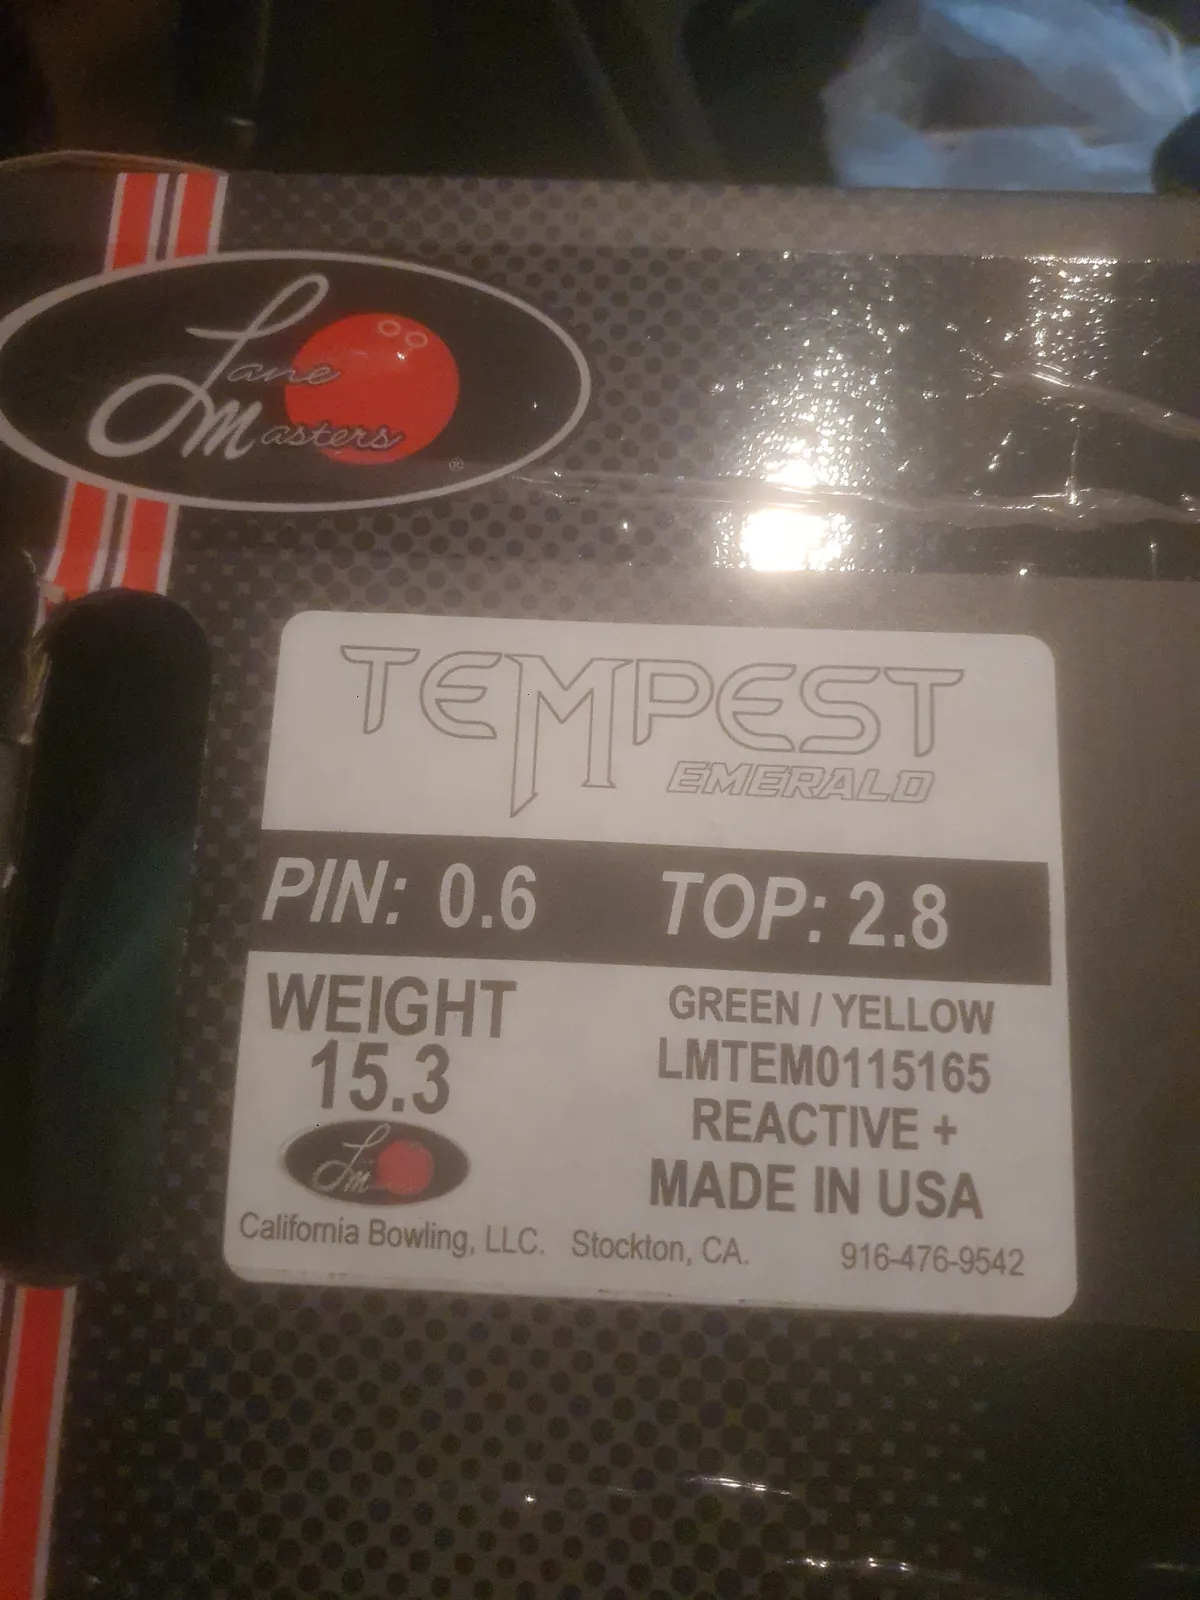 Lane
Masters
®
TEMPEST
EMERALD
PIN: 0.6 TOP: 2.8
WEIGHT
15.3
GREEN / YELLOW
LMTEM0115165
REACTIVE +
MADE IN USA
Lm
California Bowling, LLC. Stockton, CA. 916-476-9542